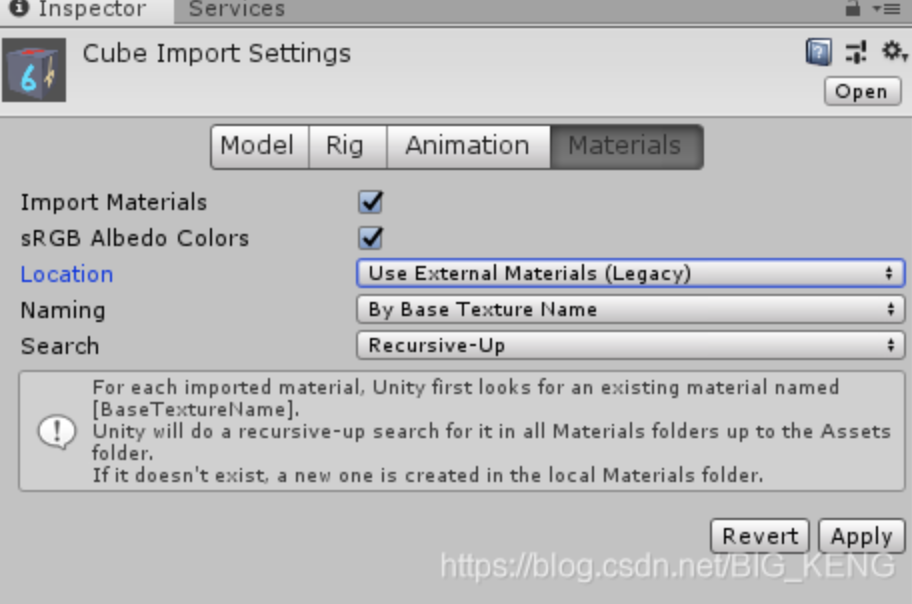 Inspector Services
Cube Import Settings
Open
Model Rig Animation Materials
Import Materials
sRGB Albedo Colors
Location Use External Materials (Legacy)
Naming By Base Texture Name
Search Recursive-Up
For each imported material, Unity first looks for an existing material named
[BaseTextureName].
Unity will do a recursive-up search for it in all Materials folders up to the Assets
folder.
If it doesn't exist, a new one is created in the local Materials folder.
Revert Apply
https://blog.csdn.net/BIG_KENG